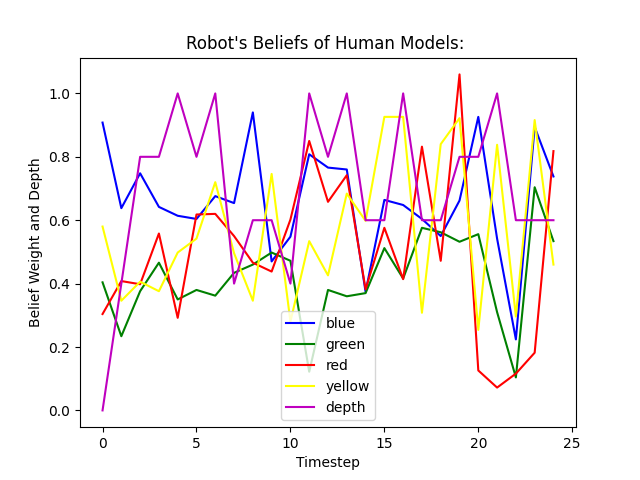 Robot's Beliefs of Human Models:
Belief Weight and Depth
1.0
0.8
0.6
0.4
0.2
0.0
blue
green
red
yellow
depth
0 5 10 15 20 25
Timestep